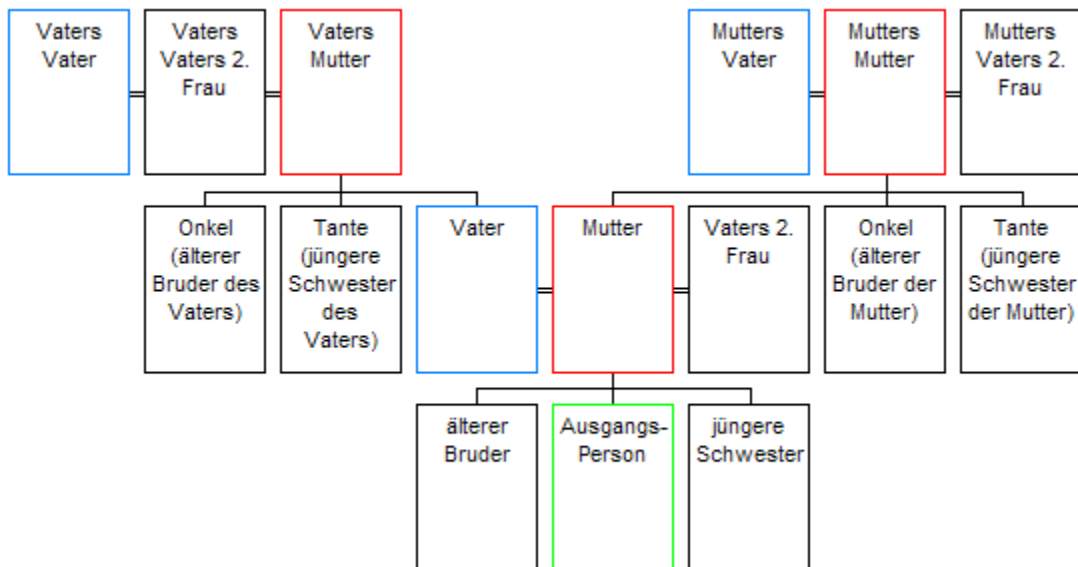 Vaters
Vater
Vaters
Vaters 2.
Frau
Vaters
Mutter
Mutters
Vater
Mutters
Mutter
Mutters
Vaters 2.
Frau
Onkel
(älterer
Bruder des
Vaters)
Tante
(jüngere
Schwester
des
Vaters)
Vater
Mutter
Vaters 2.
Frau
Onkel
(älterer
Bruder der
Mutter)
Tante
(jüngere
Schwester
der Mutter)
älterer
Bruder
Ausgangs-
Person
jüngere
Schwester